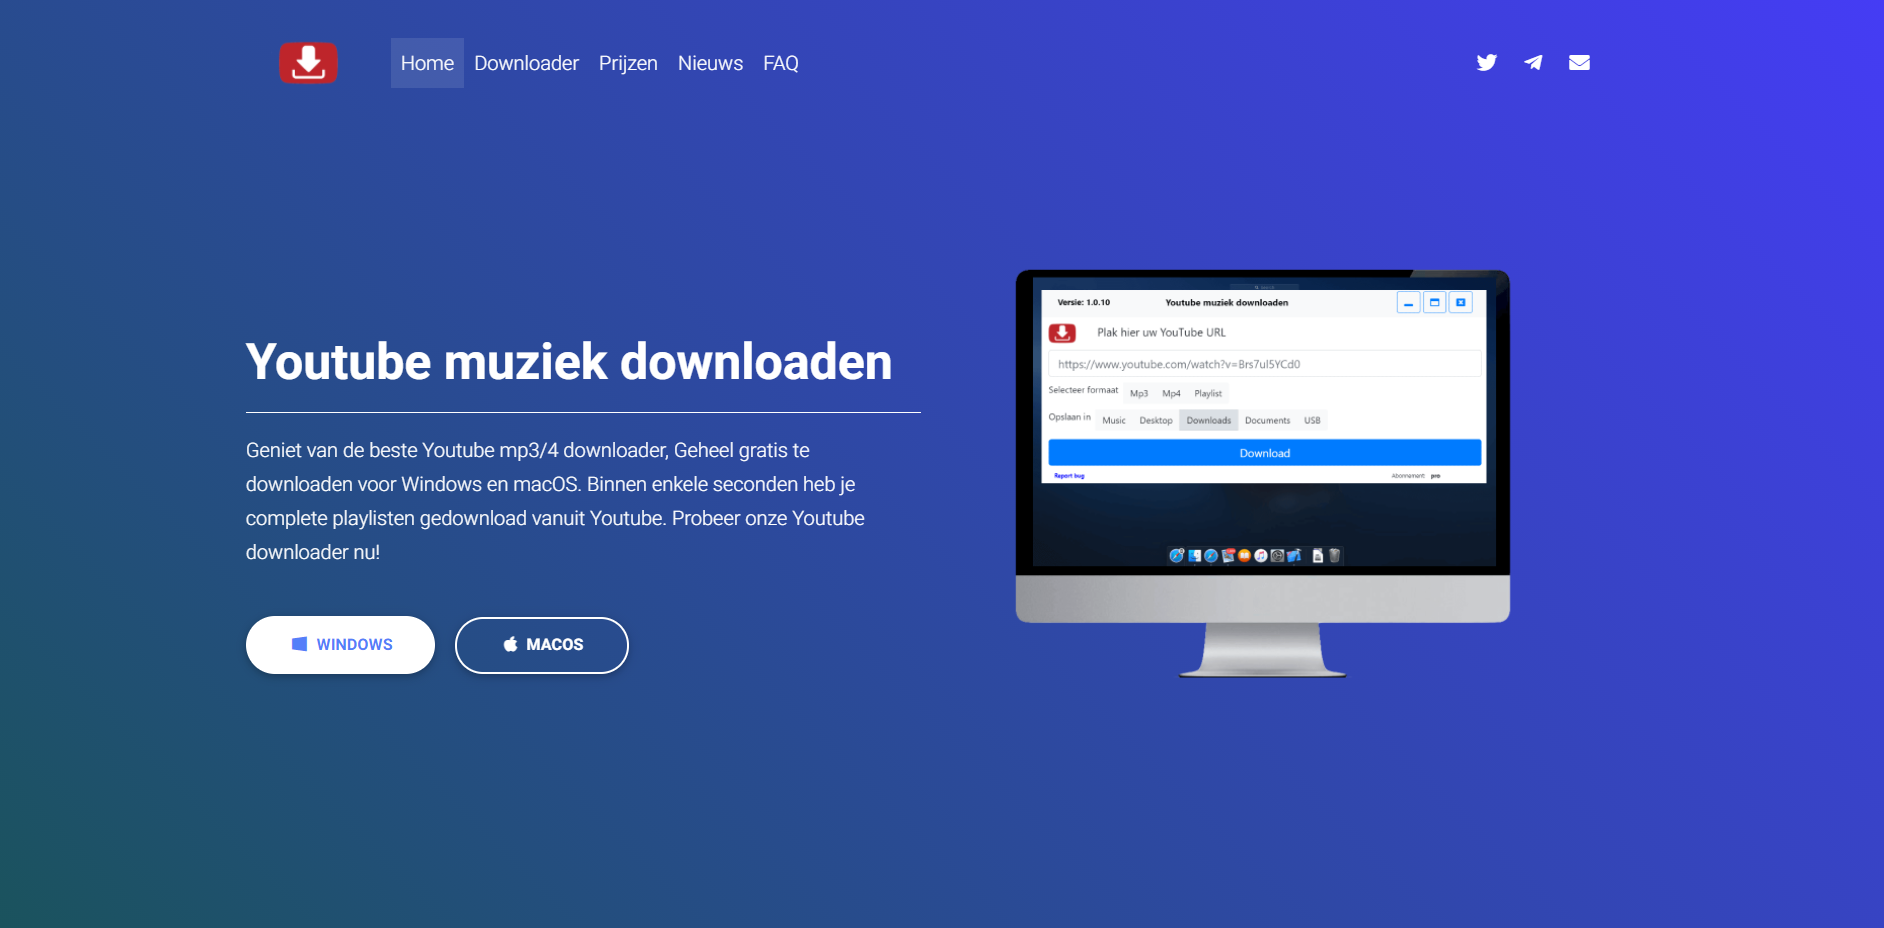 Home Downloader Prijzen Nieuws FAQ
Youtube muziek downloaden
Geniet van de beste Youtube mp3/4 downloader, Geheel gratis te
downloaden voor Windows en macOS. Binnen enkele seconden heb je
complete playlisten gedownload vanuit Youtube. Probeer onze Youtube
downloader nu!
WINDOWS MACOS
Versie: 1.0.10 Youtube muziek downloaden
Plak hier uw YouTube URL
https://www.youtube.com/watch?v=Brs7ul5YCd0
Selecteer formaat Mp3 Mp4 Playlist
Opslaan in Music Desktop Downloads Documents USB
Download
Report bug Abonnement: pro